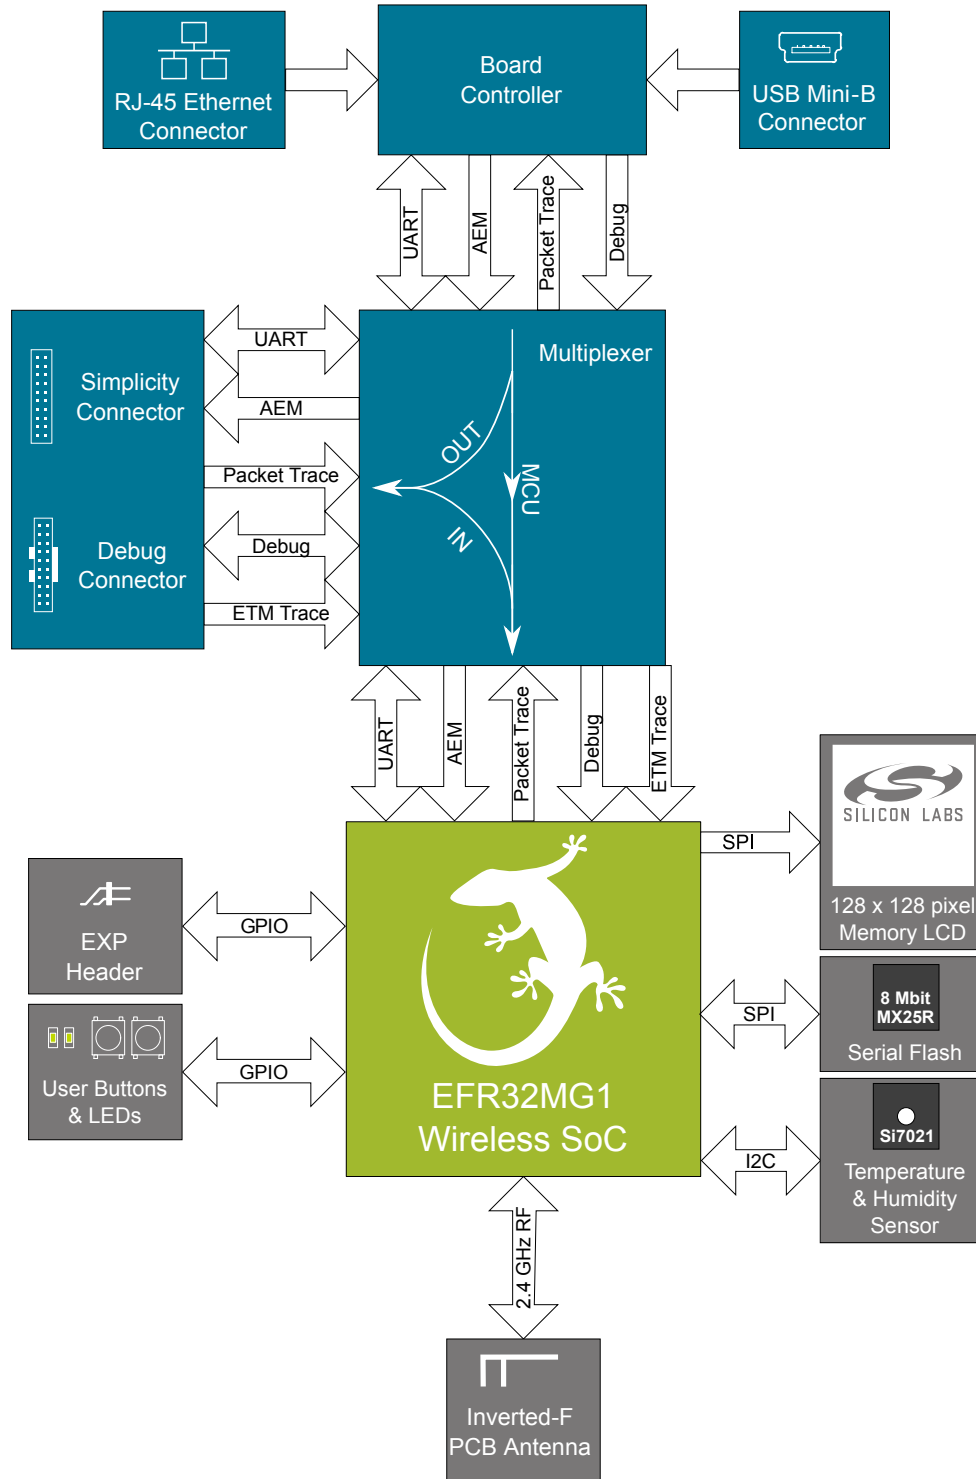 RJ-45 Ethernet
Connector
Board
Controller
USB Mini-B
Connector
UART
AEM
Packet Trace
Debug
Simplicity
Connector
Debug
Connector
UART
AEM
Packet Trace
Debug
ETM Trace
Multiplexer
OUT
MCU
IN
UART
AEM
Packet Trace
Debug
ETM Trace
SPI
SILICON LABS
128 x 128 pixel
Memory LCD
EXP
Header
GPIO
SPI
8 Mbit
MX25R
Serial Flash
User Buttons
& LEDs
GPIO
EFR32MG1
Wireless SoC
I2C
Si7021
Temperature
& Humidity
Sensor
2.4 GHz RF
Inverted-F
PCB Antenna